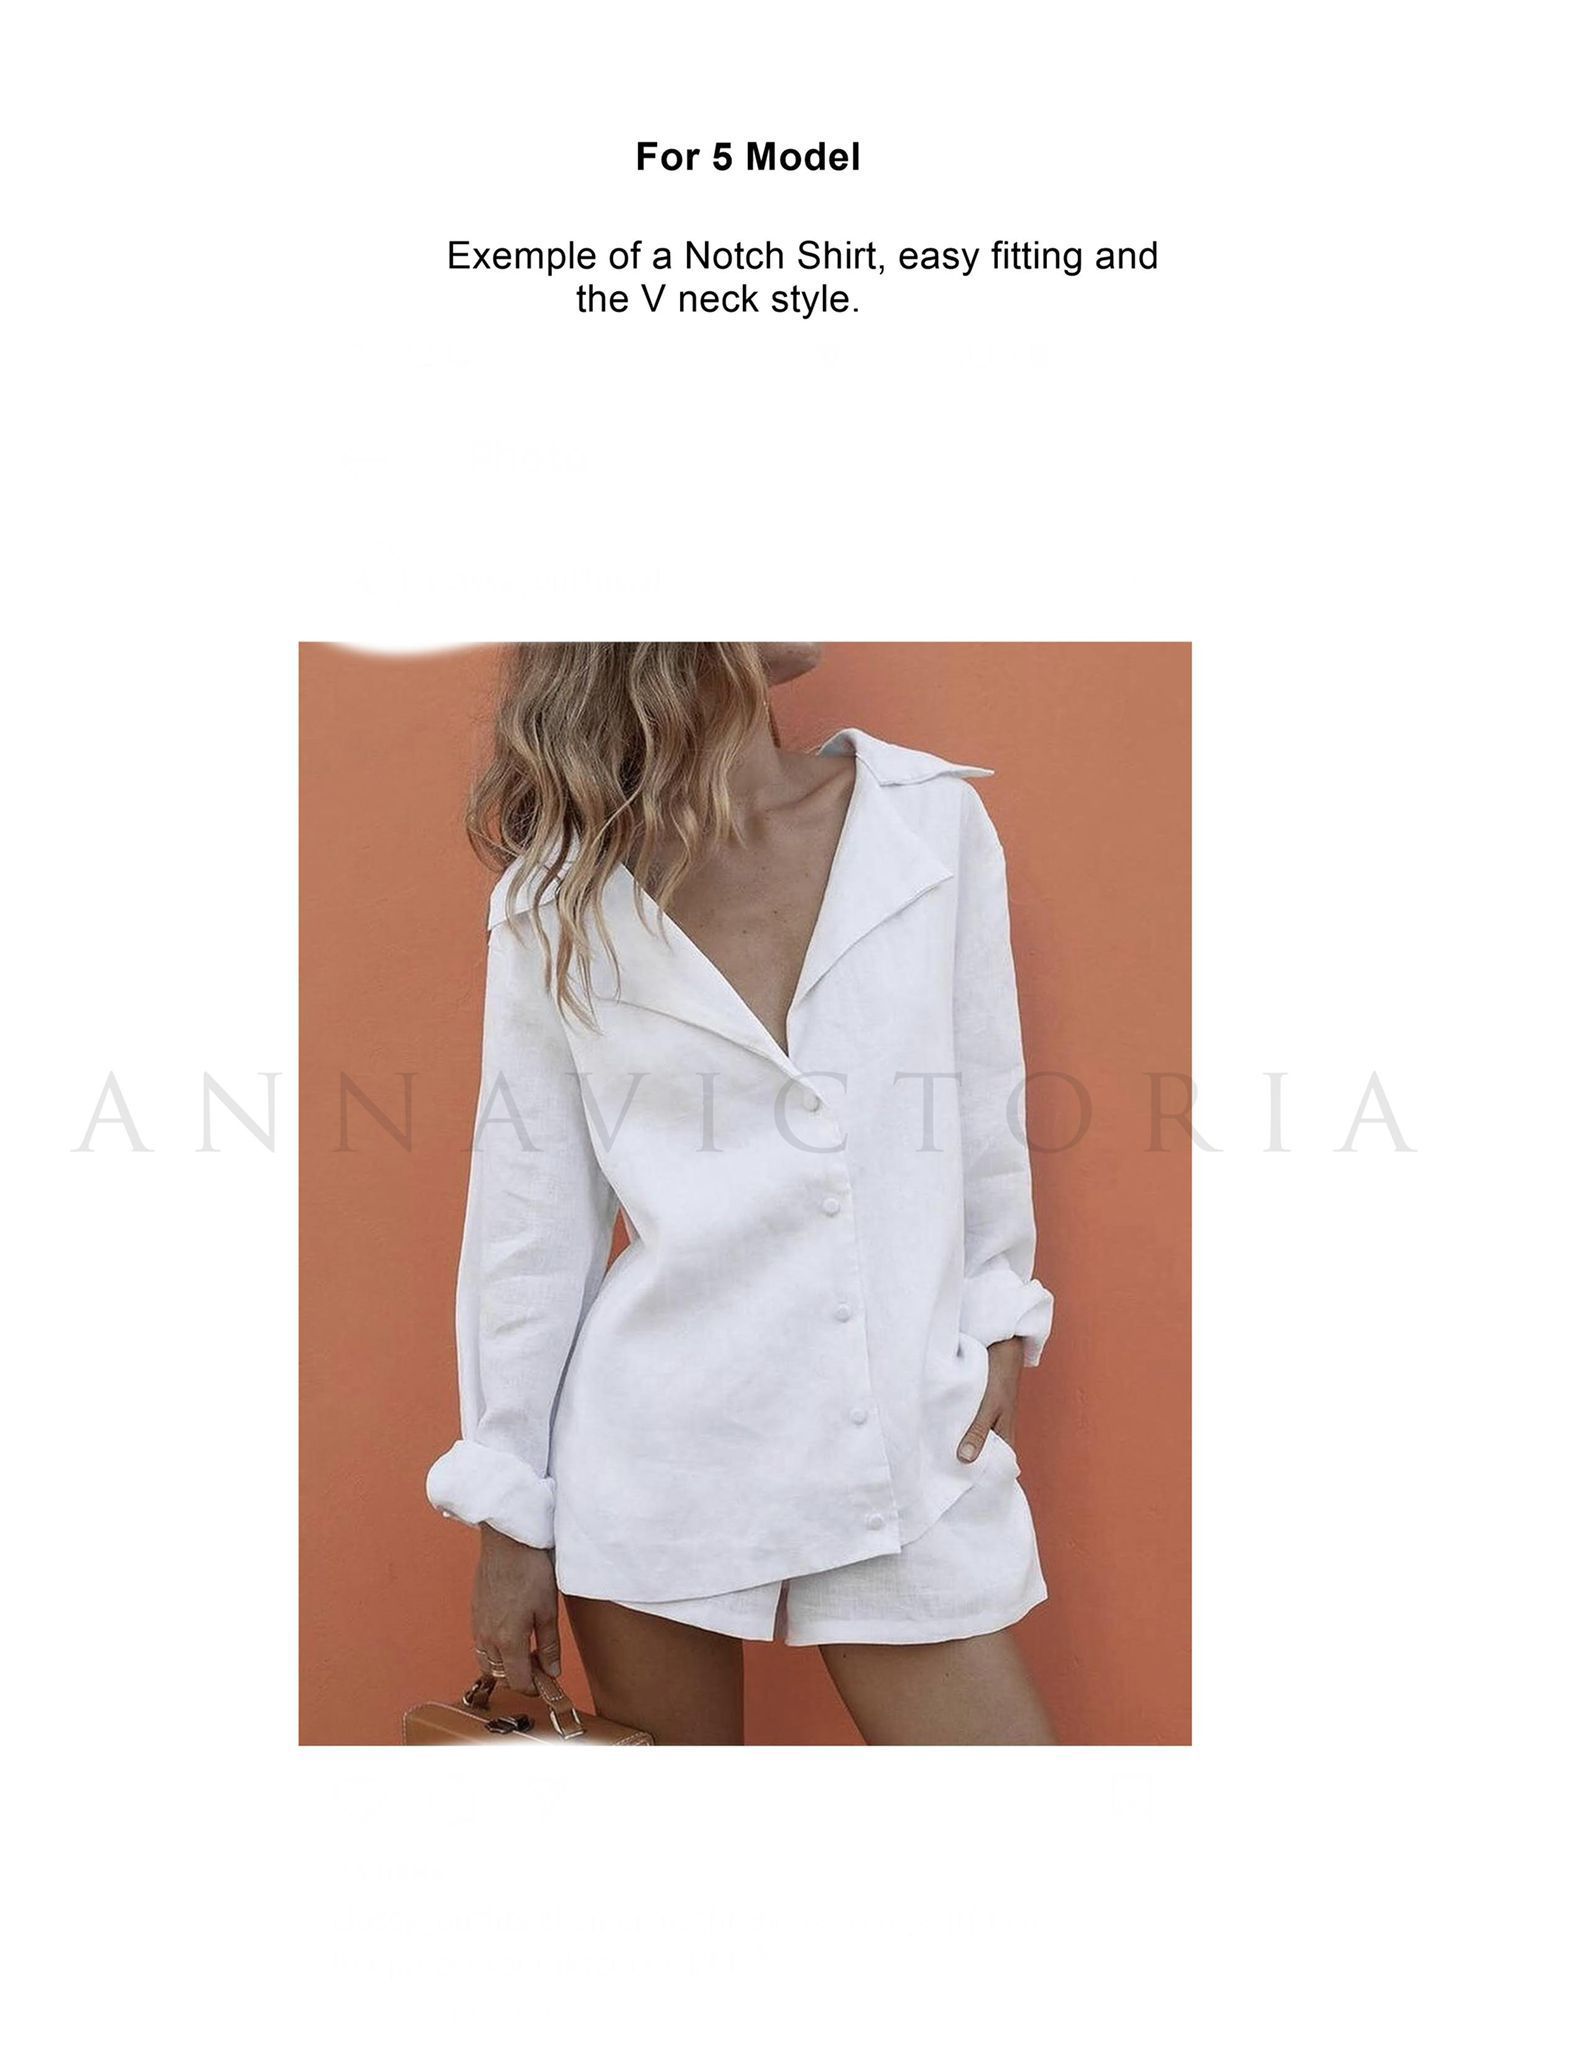 For 5 Model
Exemple of a Notch Shirt, easy fitting and
the V neck style.
ANNAVICTORIA